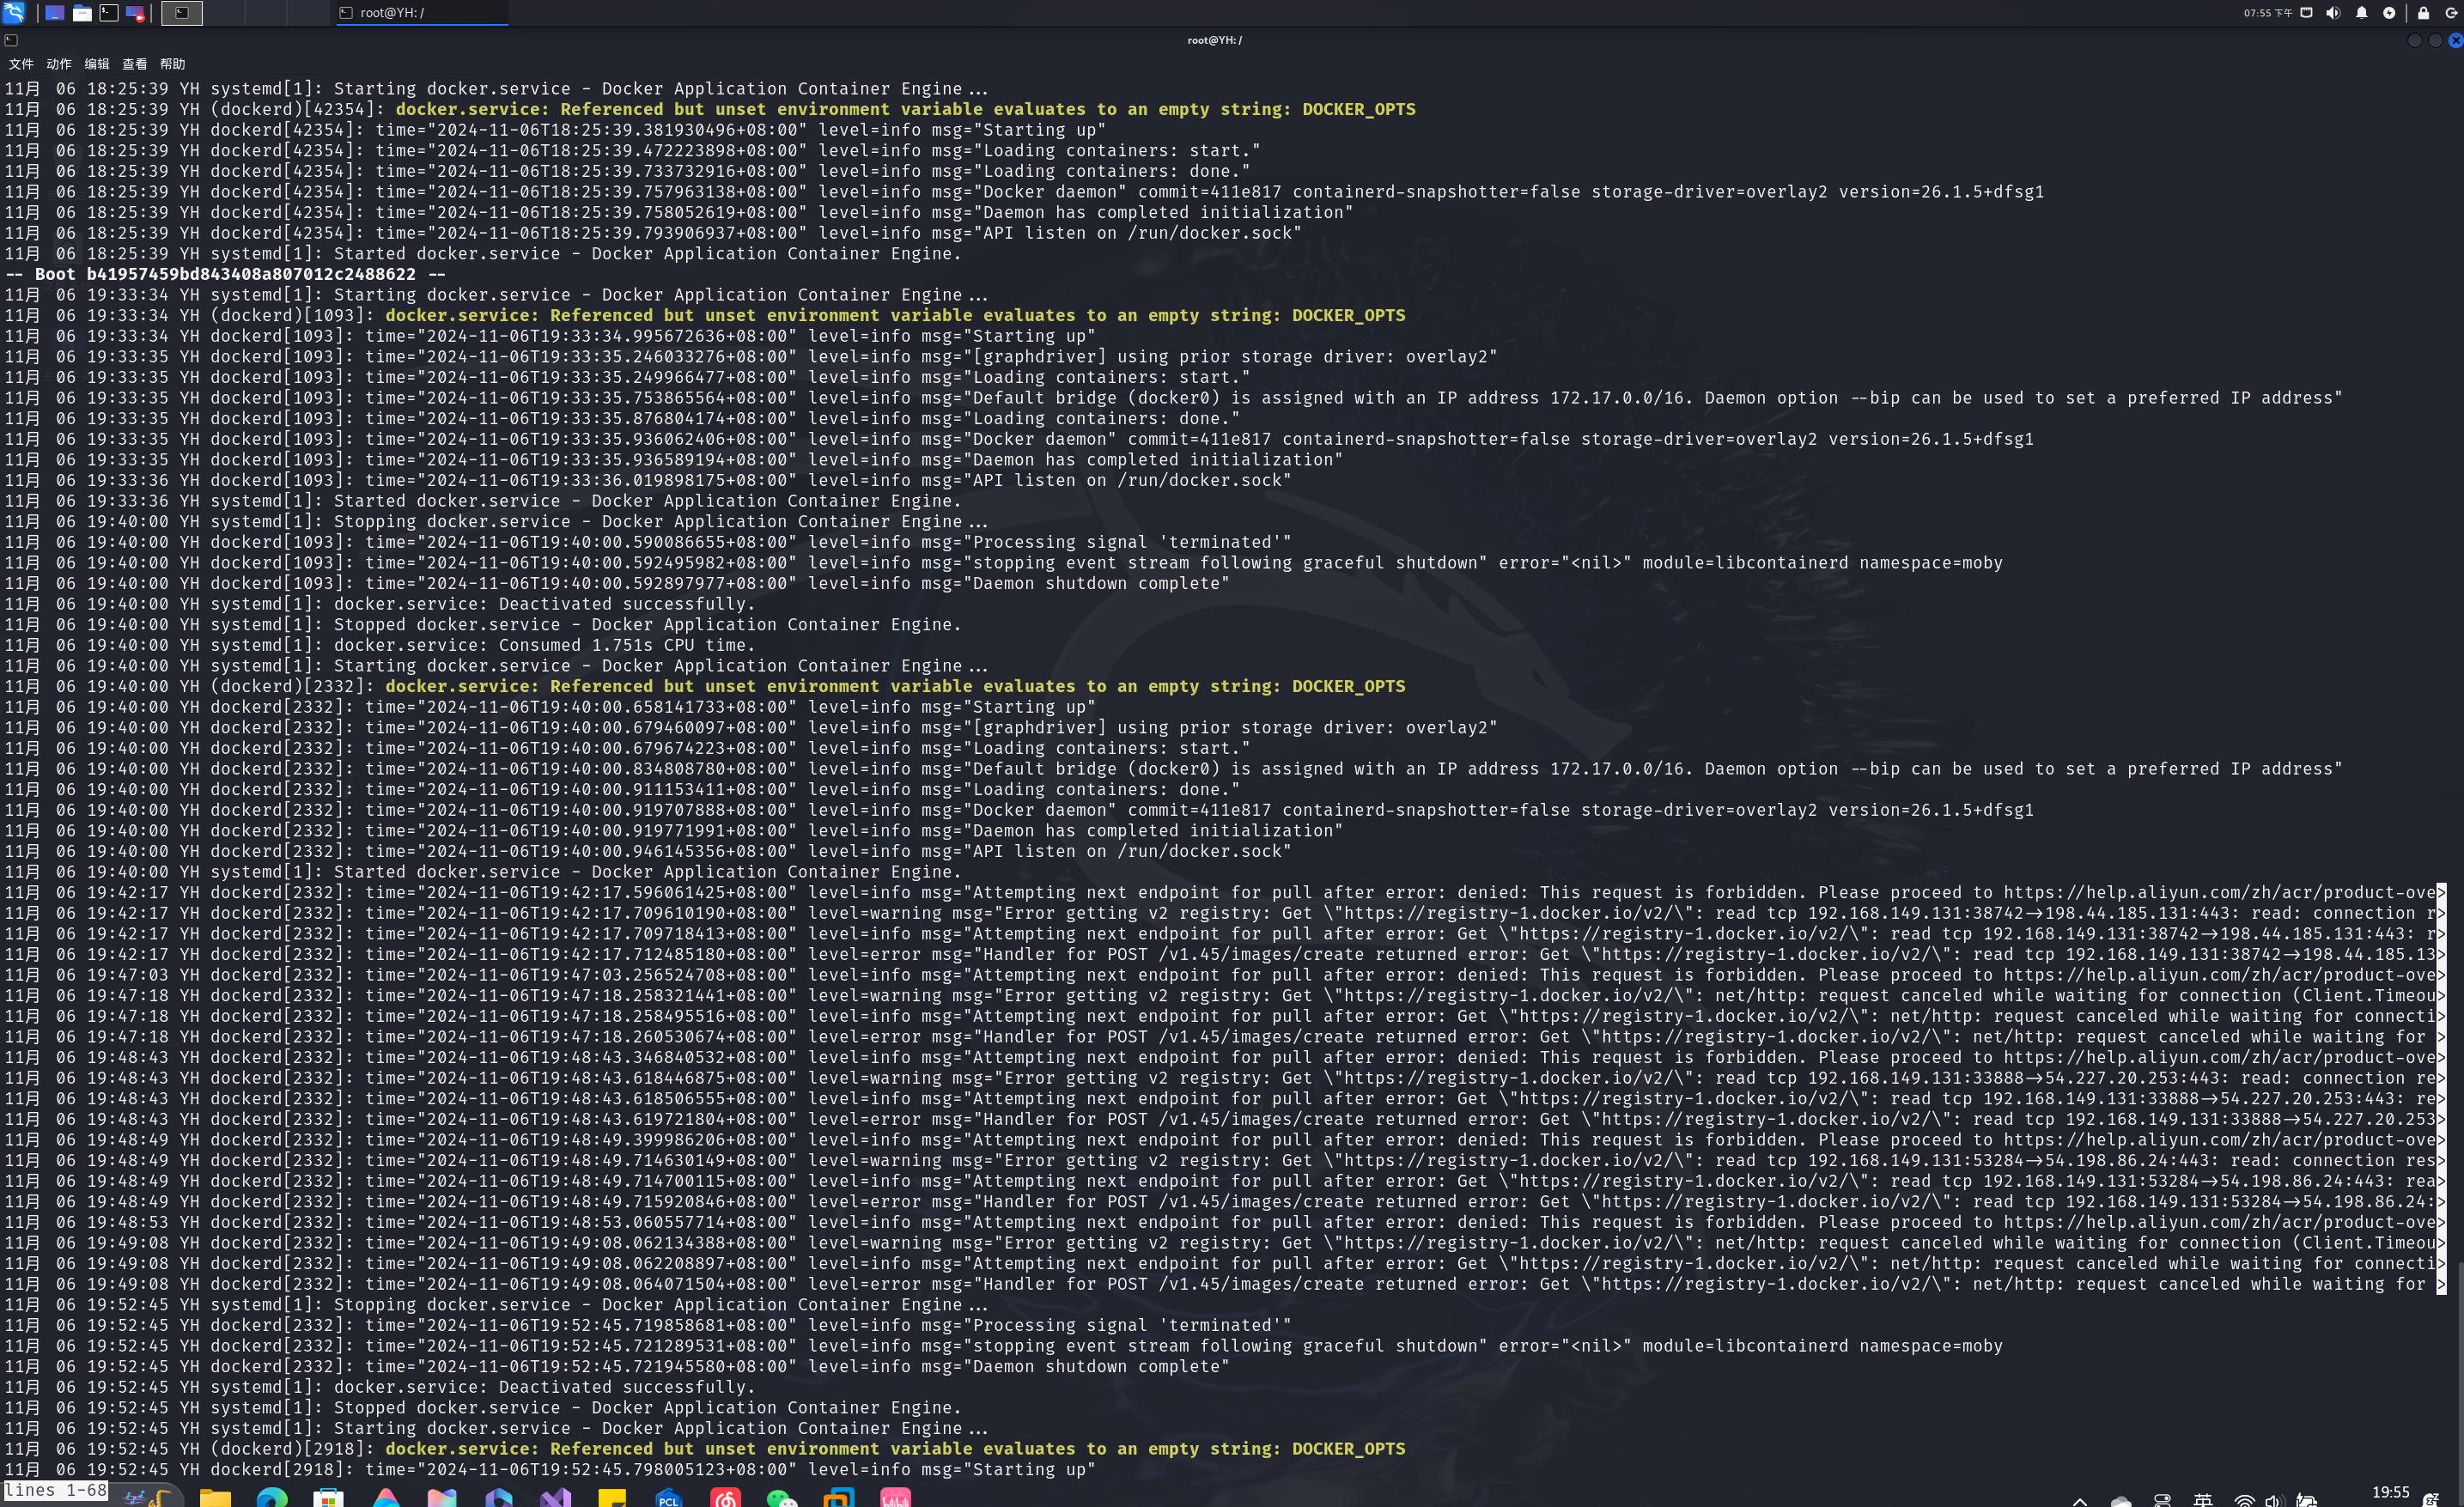 root@YH: /
07:55 下午
root@YH: /
文件 动作 编辑 查看 帮助
11月 06 18:25:39 YH systemd[1]: Starting docker.service - Docker Application Container Engine...
11月 06 18:25:39 YH (dockerd)[42354]: docker.service: Referenced but unset environment variable evaluates to an empty string: DOCKER_OPTS
11月 06 18:25:39 YH dockerd[42354]: time="2024-11-06T18:25:39.381930496+08:00" level=info msg="Starting up"
11月 06 18:25:39 YH dockerd[42354]: time="2024-11-06T18:25:39.472223898+08:00" level=info msg="Loading containers: start."
11月 06 18:25:39 YH dockerd[42354]: time="2024-11-06T18:25:39.733732916+08:00" level=info msg="Loading containers: done."
11月 06 18:25:39 YH dockerd[42354]: time="2024-11-06T18:25:39.757963138+08:00" level=info msg="Docker daemon" commit=411e817 containerd-snapshotter=false storage-driver=overlay2 version=26.1.5+dfsg1
11月 06 18:25:39 YH dockerd[42354]: time="2024-11-06T18:25:39.758052619+08:00" level=info msg="Daemon has completed initialization"
11月 06 18:25:39 YH dockerd[42354]: time="2024-11-06T18:25:39.793906937+08:00" level=info msg="API listen on /run/docker.sock"
11月 06 18:25:39 YH systemd[1]: Started docker.service - Docker Application Container Engine.
-- Boot b41957459bd843408a807012c2488622 --
11月 06 19:33:34 YH systemd[1]: Starting docker.service - Docker Application Container Engine...
11月 06 19:33:34 YH (dockerd)[1093]: docker.service: Referenced but unset environment variable evaluates to an empty string: DOCKER_OPTS
11月 06 19:33:34 YH dockerd[1093]: time="2024-11-06T19:33:34.995672636+08:00" level=info msg="Starting up"
11月 06 19:33:35 YH dockerd[1093]: time="2024-11-06T19:33:35.246033276+08:00" level=info msg="[graphdriver] using prior storage driver: overlay2"
11月 06 19:33:35 YH dockerd[1093]: time="2024-11-06T19:33:35.249966477+08:00" level=info msg="Loading containers: start."
11月 06 19:33:35 YH dockerd[1093]: time="2024-11-06T19:33:35.753865564+08:00" level=info msg="Default bridge (docker0) is assigned with an IP address 172.17.0.0/16. Daemon option --bip can be used to set a preferred IP address"
11月 06 19:33:35 YH dockerd[1093]: time="2024-11-06T19:33:35.876804174+08:00" level=info msg="Loading containers: done."
11月 06 19:33:35 YH dockerd[1093]: time="2024-11-06T19:33:35.936062406+08:00" level=info msg="Docker daemon" commit=411e817 containerd-snapshotter=false storage-driver=overlay2 version=26.1.5+dfsg1
11月 06 19:33:35 YH dockerd[1093]: time="2024-11-06T19:33:35.936589194+08:00" level=info msg="Daemon has completed initialization"
11月 06 19:33:36 YH dockerd[1093]: time="2024-11-06T19:33:36.019898175+08:00" level=info msg="API listen on /run/docker.sock"
11月 06 19:33:36 YH systemd[1]: Started docker.service - Docker Application Container Engine.
11月 06 19:40:00 YH systemd[1]: Stopping docker.service - Docker Application Container Engine...
11月 06 19:40:00 YH dockerd[1093]: time="2024-11-06T19:40:00.590086655+08:00" level=info msg="Processing signal 'terminated'"
11月 06 19:40:00 YH dockerd[1093]: time="2024-11-06T19:40:00.592495982+08:00" level=info msg="stopping event stream following graceful shutdown" error="<nil>" module=libcontainerd namespace=moby
11月 06 19:40:00 YH dockerd[1093]: time="2024-11-06T19:40:00.592897977+08:00" level=info msg="Daemon shutdown complete"
11月 06 19:40:00 YH systemd[1]: docker.service: Deactivated successfully.
11月 06 19:40:00 YH systemd[1]: Stopped docker.service - Docker Application Container Engine.
11月 06 19:40:00 YH systemd[1]: docker.service: Consumed 1.751s CPU time.
11月 06 19:40:00 YH systemd[1]: Starting docker.service - Docker Application Container Engine...
11月 06 19:40:00 YH (dockerd)[2332]: docker.service: Referenced but unset environment variable evaluates to an empty string: DOCKER_OPTS
11月 06 19:40:00 YH dockerd[2332]: time="2024-11-06T19:40:00.658141733+08:00" level=info msg="Starting up"
11月 06 19:40:00 YH dockerd[2332]: time="2024-11-06T19:40:00.679460097+08:00" level=info msg="[graphdriver] using prior storage driver: overlay2"
11月 06 19:40:00 YH dockerd[2332]: time="2024-11-06T19:40:00.679674223+08:00" level=info msg="Loading containers: start."
11月 06 19:40:00 YH dockerd[2332]: time="2024-11-06T19:40:00.834808780+08:00" level=info msg="Default bridge (docker0) is assigned with an IP address 172.17.0.0/16. Daemon option --bip can be used to set a preferred IP address"
11月 06 19:40:00 YH dockerd[2332]: time="2024-11-06T19:40:00.911153411+08:00" level=info msg="Loading containers: done."
11月 06 19:40:00 YH dockerd[2332]: time="2024-11-06T19:40:00.919707888+08:00" level=info msg="Docker daemon" commit=411e817 containerd-snapshotter=false storage-driver=overlay2 version=26.1.5+dfsg1
11月 06 19:40:00 YH dockerd[2332]: time="2024-11-06T19:40:00.919771991+08:00" level=info msg="Daemon has completed initialization"
11月 06 19:40:00 YH dockerd[2332]: time="2024-11-06T19:40:00.946145356+08:00" level=info msg="API listen on /run/docker.sock"
11月 06 19:40:00 YH systemd[1]: Started docker.service - Docker Application Container Engine.
11月 06 19:42:17 YH dockerd[2332]: time="2024-11-06T19:42:17.596061425+08:00" level=info msg="Attempting next endpoint for pull after error: denied: This request is forbidden. Please proceed to https://help.aliyun.com/zh/acr/product-ove>
11月 06 19:42:17 YH dockerd[2332]: time="2024-11-06T19:42:17.709610190+08:00" level=warning msg="Error getting v2 registry: Get \"https://registry-1.docker.io/v2/\": read tcp 192.168.149.131:38742→198.44.185.131:443: read: connection r>
11月 06 19:42:17 YH dockerd[2332]: time="2024-11-06T19:42:17.709718413+08:00" level=info msg="Attempting next endpoint for pull after error: Get \"https://registry-1.docker.io/v2/\": read tcp 192.168.149.131:38742→198.44.185.131:443: r>
11月 06 19:42:17 YH dockerd[2332]: time="2024-11-06T19:42:17.712485180+08:00" level=error msg="Handler for POST /v1.45/images/create returned error: Get \"https://registry-1.docker.io/v2/\": read tcp 192.168.149.131:38742→198.44.185.13>
11月 06 19:47:03 YH dockerd[2332]: time="2024-11-06T19:47:03.256524708+08:00" level=info msg="Attempting next endpoint for pull after error: denied: This request is forbidden. Please proceed to https://help.aliyun.com/zh/acr/product-ove>
11月 06 19:47:18 YH dockerd[2332]: time="2024-11-06T19:47:18.258321441+08:00" level=warning msg="Error getting v2 registry: Get \"https://registry-1.docker.io/v2/\": net/http: request canceled while waiting for connection (Client.Timeou>
11月 06 19:47:18 YH dockerd[2332]: time="2024-11-06T19:47:18.258495516+08:00" level=info msg="Attempting next endpoint for pull after error: Get \"https://registry-1.docker.io/v2/\": net/http: request canceled while waiting for connecti>
11月 06 19:47:18 YH dockerd[2332]: time="2024-11-06T19:47:18.260530674+08:00" level=error msg="Handler for POST /v1.45/images/create returned error: Get \"https://registry-1.docker.io/v2/\": net/http: request canceled while waiting for >
11月 06 19:48:43 YH dockerd[2332]: time="2024-11-06T19:48:43.346840532+08:00" level=info msg="Attempting next endpoint for pull after error: denied: This request is forbidden. Please proceed to https://help.aliyun.com/zh/acr/product-ove>
11月 06 19:48:43 YH dockerd[2332]: time="2024-11-06T19:48:43.618446875+08:00" level=warning msg="Error getting v2 registry: Get \"https://registry-1.docker.io/v2/\": read tcp 192.168.149.131:33888→54.227.20.253:443: read: connection re>
11月 06 19:48:43 YH dockerd[2332]: time="2024-11-06T19:48:43.618506555+08:00" level=info msg="Attempting next endpoint for pull after error: Get \"https://registry-1.docker.io/v2/\": read tcp 192.168.149.131:33888→54.227.20.253:443: re>
11月 06 19:48:43 YH dockerd[2332]: time="2024-11-06T19:48:43.619721804+08:00" level=error msg="Handler for POST /v1.45/images/create returned error: Get \"https://registry-1.docker.io/v2/\": read tcp 192.168.149.131:33888→54.227.20.253>
11月 06 19:48:49 YH dockerd[2332]: time="2024-11-06T19:48:49.399986206+08:00" level=info msg="Attempting next endpoint for pull after error: denied: This request is forbidden. Please proceed to https://help.aliyun.com/zh/acr/product-ove>
11月 06 19:48:49 YH dockerd[2332]: time="2024-11-06T19:48:49.714630149+08:00" level=warning msg="Error getting v2 registry: Get \"https://registry-1.docker.io/v2/\": read tcp 192.168.149.131:53284→54.198.86.24:443: read: connection res>
11月 06 19:48:49 YH dockerd[2332]: time="2024-11-06T19:48:49.714700115+08:00" level=info msg="Attempting next endpoint for pull after error: Get \"https://registry-1.docker.io/v2/\": read tcp 192.168.149.131:53284→54.198.86.24:443: rea>
11月 06 19:48:49 YH dockerd[2332]: time="2024-11-06T19:48:49.715920846+08:00" level=error msg="Handler for POST /v1.45/images/create returned error: Get \"https://registry-1.docker.io/v2/\": read tcp 192.168.149.131:53284→54.198.86.24:>
11月 06 19:48:53 YH dockerd[2332]: time="2024-11-06T19:48:53.060557714+08:00" level=info msg="Attempting next endpoint for pull after error: denied: This request is forbidden. Please proceed to https://help.aliyun.com/zh/acr/product-ove>
11月 06 19:49:08 YH dockerd[2332]: time="2024-11-06T19:49:08.062134388+08:00" level=warning msg="Error getting v2 registry: Get \"https://registry-1.docker.io/v2/\": net/http: request canceled while waiting for connection (Client.Timeou>
11月 06 19:49:08 YH dockerd[2332]: time="2024-11-06T19:49:08.062208897+08:00" level=info msg="Attempting next endpoint for pull after error: Get \"https://registry-1.docker.io/v2/\": net/http: request canceled while waiting for connecti>
11月 06 19:49:08 YH dockerd[2332]: time="2024-11-06T19:49:08.064071504+08:00" level=error msg="Handler for POST /v1.45/images/create returned error: Get \"https://registry-1.docker.io/v2/\": net/http: request canceled while waiting for >
11月 06 19:52:45 YH systemd[1]: Stopping docker.service - Docker Application Container Engine...
11月 06 19:52:45 YH dockerd[2332]: time="2024-11-06T19:52:45.719858681+08:00" level=info msg="Processing signal 'terminated'"
11月 06 19:52:45 YH dockerd[2332]: time="2024-11-06T19:52:45.721289531+08:00" level=info msg="stopping event stream following graceful shutdown" error="<nil>" module=libcontainerd namespace=moby
11月 06 19:52:45 YH dockerd[2332]: time="2024-11-06T19:52:45.721945580+08:00" level=info msg="Daemon shutdown complete"
11月 06 19:52:45 YH systemd[1]: docker.service: Deactivated successfully.
11月 06 19:52:45 YH systemd[1]: Stopped docker.service - Docker Application Container Engine.
11月 06 19:52:45 YH systemd[1]: Starting docker.service - Docker Application Container Engine...
11月 06 19:52:45 YH (dockerd)[2918]: docker.service: Referenced but unset environment variable evaluates to an empty string: DOCKER_OPTS
11月 06 19:52:45 YH dockerd[2918]: time="2024-11-06T19:52:45.798005123+08:00" level=info msg="Starting up"
lines 1-68
PCL
英
19:55